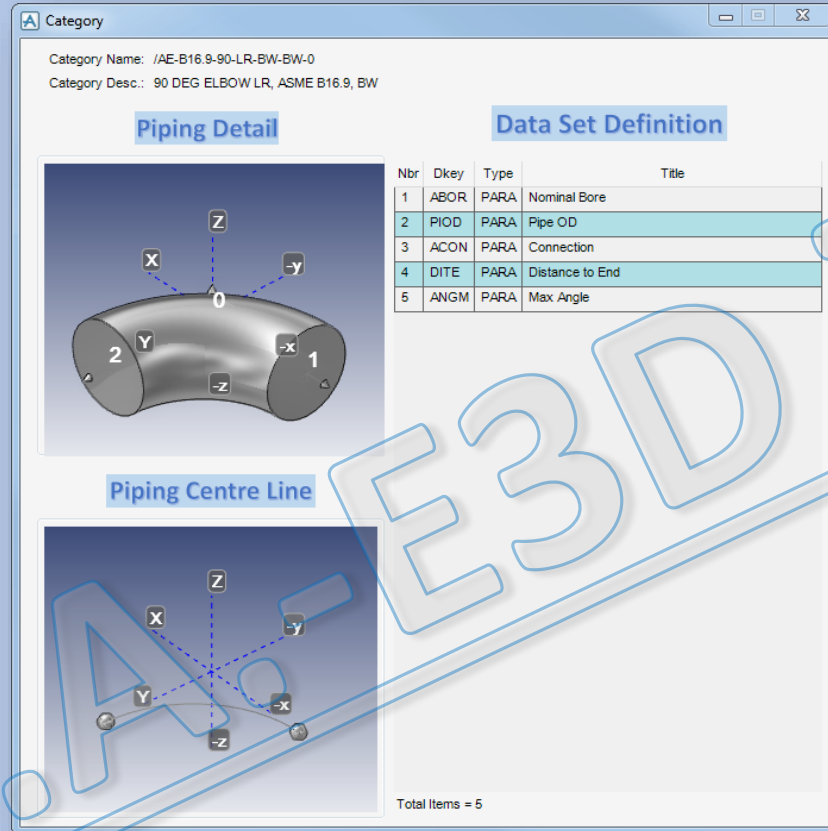 Category
Category Name: /AE-B16.9-90-LR-BW-BW-0
Category Desc.: 90 DEG ELBOW LR, ASME B16.9, BW
Piping Detail
Z
X
-y
0
2
Y
-x
1
-z
Piping Centre Line
Z
X
-y
Y
-x
-z
Data Set Definition
Nbr Dkey Type Title
1 ABOR PARA Nominal Bore
2 PIOD PARA Pipe OD
3 ACON PARA Connection
4 DITE PARA Distance to End
5 ANGM PARA Max Angle
Total Items = 5
.A.-E3D